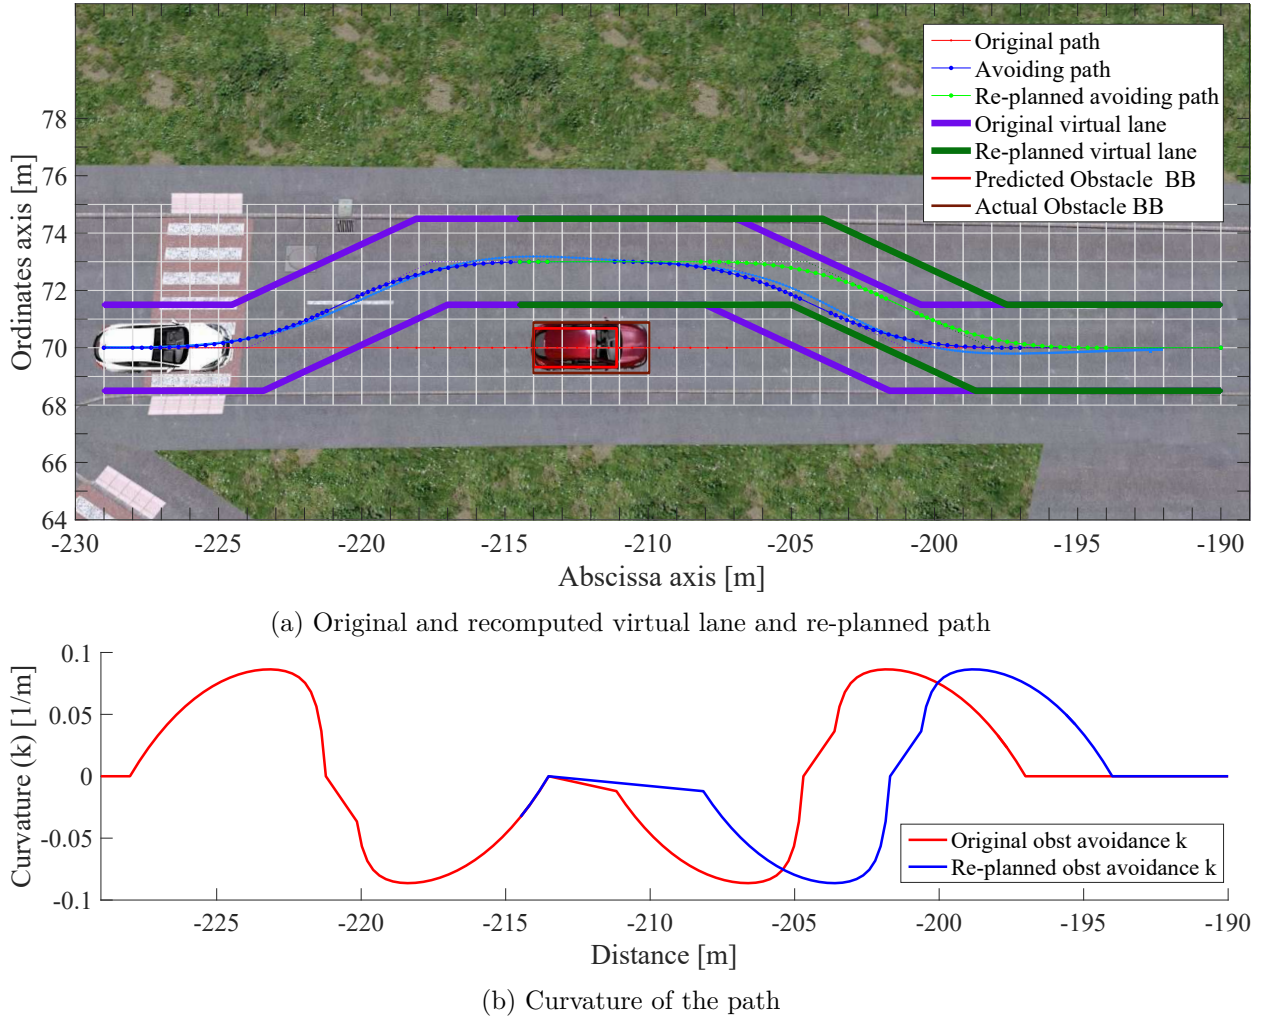 Original path
Avoiding path
Re-planned avoiding path
Original virtual lane
Re-planned virtual lane
Predicted Obstacle BB
Actual Obstacle BB
Ordinates axis [m]
78
76
74
72
70
68
66
64
-230 -225 -220 -215 -210 -205 -200 -195 -190
Abscissa axis [m]
(a) Original and recomputed virtual lane and re-planned path
Curvature (k) [1/m]
0.1
0.05
0
-0.05
-0.1
Original obst avoidance k
Re-planned obst avoidance k
-225 -220 -215 -210 -205 -200 -195 -190
Distance [m]
(b) Curvature of the path